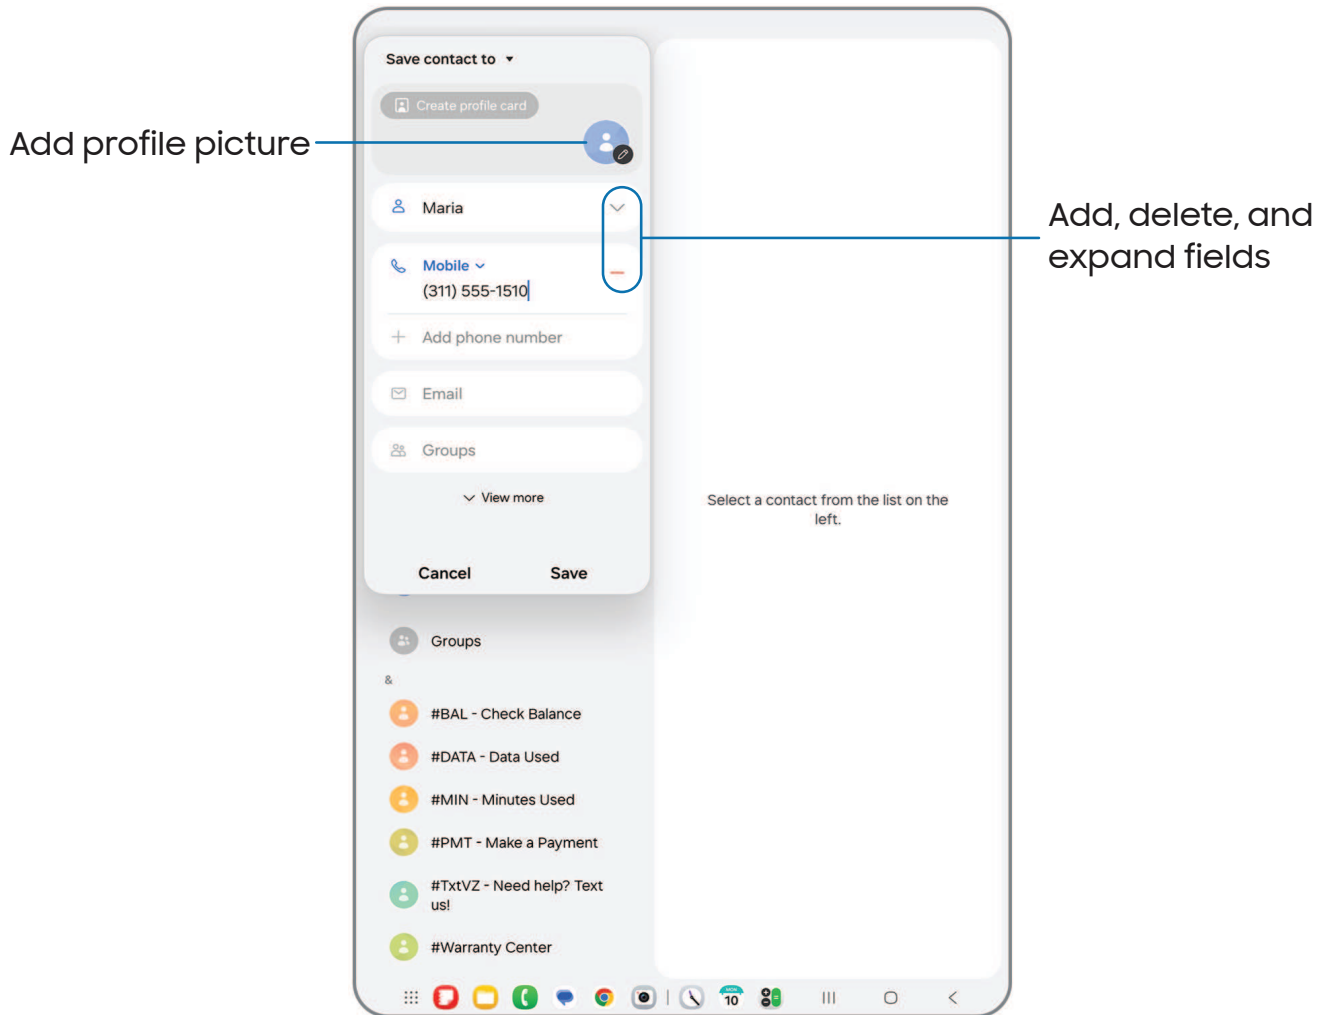 Save contact to
Create profile card
Add profile picture
Maria
Add, delete, and
expand fields
Mobile
(311) 555-1510
Add phone number
Email
Groups
View more
Select a contact from the list on the
left.
Cancel Save
Groups
&
#BAL - Check Balance
#DATA - Data Used
#MIN - Minutes Used
#PMT - Make a Payment
#TxtVZ - Need help? Text
us!
#Warranty Center
MON
10